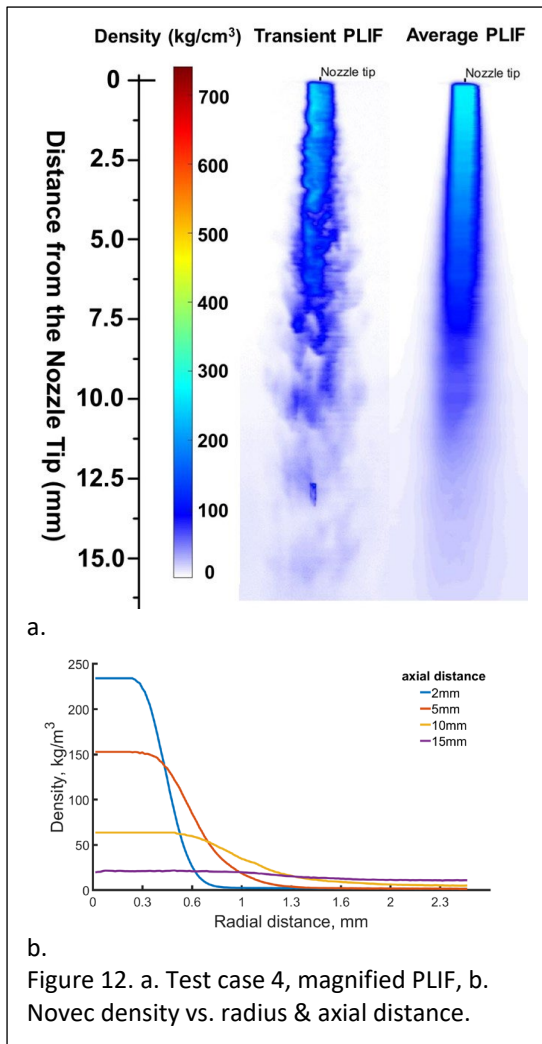 Density (kg/cm³) Transient PLIF Average PLIF
Nozzle tip Nozzle tip
Distance from the Nozzle Tip (mm)
0
2.5
5.0
7.5
10.0
12.5
15.0
700
600
500
400
300
200
100
0
a.
250
200
150
100
50
0
Density, kg/m³
axial distance
2mm
5mm
10mm
15mm
0 0.3 0.6 1 1.3 1.6 2 2.3
Radial distance, mm
b.
Figure 12. a. Test case 4, magnified PLIF, b.
Novec density vs. radius & axial distance.